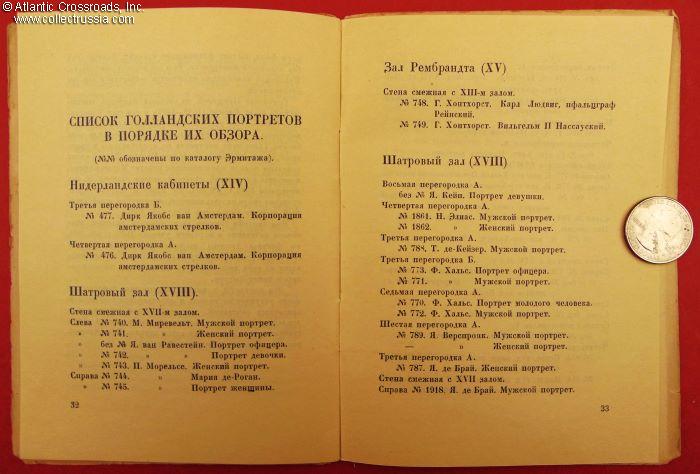 © Atlantic Crossroads, Inc.
www.collectrussia.com
СПИСОК ГОЛЛАНДСКИХ ПОРТРЕТОВ
В ПОРЯДКЕ ИХ ОБЗОРА.
(№№ обозначены по каталогу Эрмитажа).
Нидерландские кабинеты (XIV)
Третья перегородка Б.
№ 477. Дирк Якобс ван Амстердам. Корпорация
амстердамских стрелков.
Четвертая перегородка А.
№ 476. Дирк Якобс ван Амстердам. Корпорация
амстердамских стрелков.
Шатровый зал (XVIII).
Стена смежная с XVII-м залом.
Слева № 740. М. Миревельт. Мужской портрет.
„ № 741. „ Женский портрет.
„ без № Я. ван Равестейн. Портрет офицера.
„ № 742. „ „ Портрет девочки.
„ № 743. П. Морельсе. Женский портрет.
Справа № 744. „ Мария де-Роган.
„ № 745. „ Портрет женщины.
32
Зал Рембрандта (XV)
Стена смежная с XIII-м залом.
№ 748. Г. Хонтхорст. Карл Людвиг, пфальцграф
Рейнский.
№ 749. Г. Хонтхорст. Вильгельм II Нассауский.
Шатровый зал (XVIII)
Восьмая перегородка А.
без № Я. Кейп. Портрет девушки.
Четвертая перегородка А.
№ 1861. Н. Элиас. Мужской портрет.
№ 1862. „ Женский портрет.
Третья перегородка А.
№ 788. Т. де-Кейзер. Мужской портрет.
Третья перегородка Б.
№ 773. Ф. Хальс. Портрет офицера.
№ 771. „ Мужской портрет.
Седьмая перегородка А.
№ 770. Ф. Хальс. Портрет молодого человека.
№ 772. Ф. Хальс. Мужской портрет.
Шестая перегородка А.
№ 789. Я. Верспронк. Мужской портрет.
— „ Женский портрет.
Третья перегородка А.
№ 787. Я. де Брай. Женский портрет.
Стена смежная с XVII залом.
Справа № 1918. Я. де Брай. Мужской портрет.
33